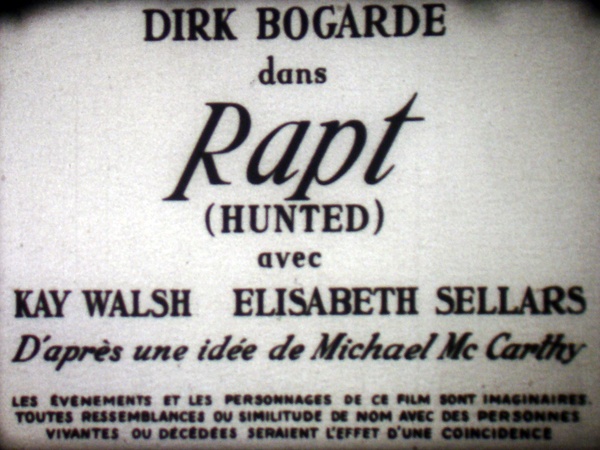 DIRK BOGARDE
dans
Rapt
(HUNTED)
avec
KAY WALSH ELISABETH SELLARS
D'après une idée de Michael Mc Carthy
LES ÉVÉNEMENTS ET LES PERSONNAGES DE CE FILM SONT IMAGINAIRES.
TOUTES RESSEMBLANCES OU SIMILITUDE DE NOM AVEC DES PERSONNES
VIVANTES OU DÉCÉDÉES SERAIENT L'EFFET D'UNE COINCIDENCE